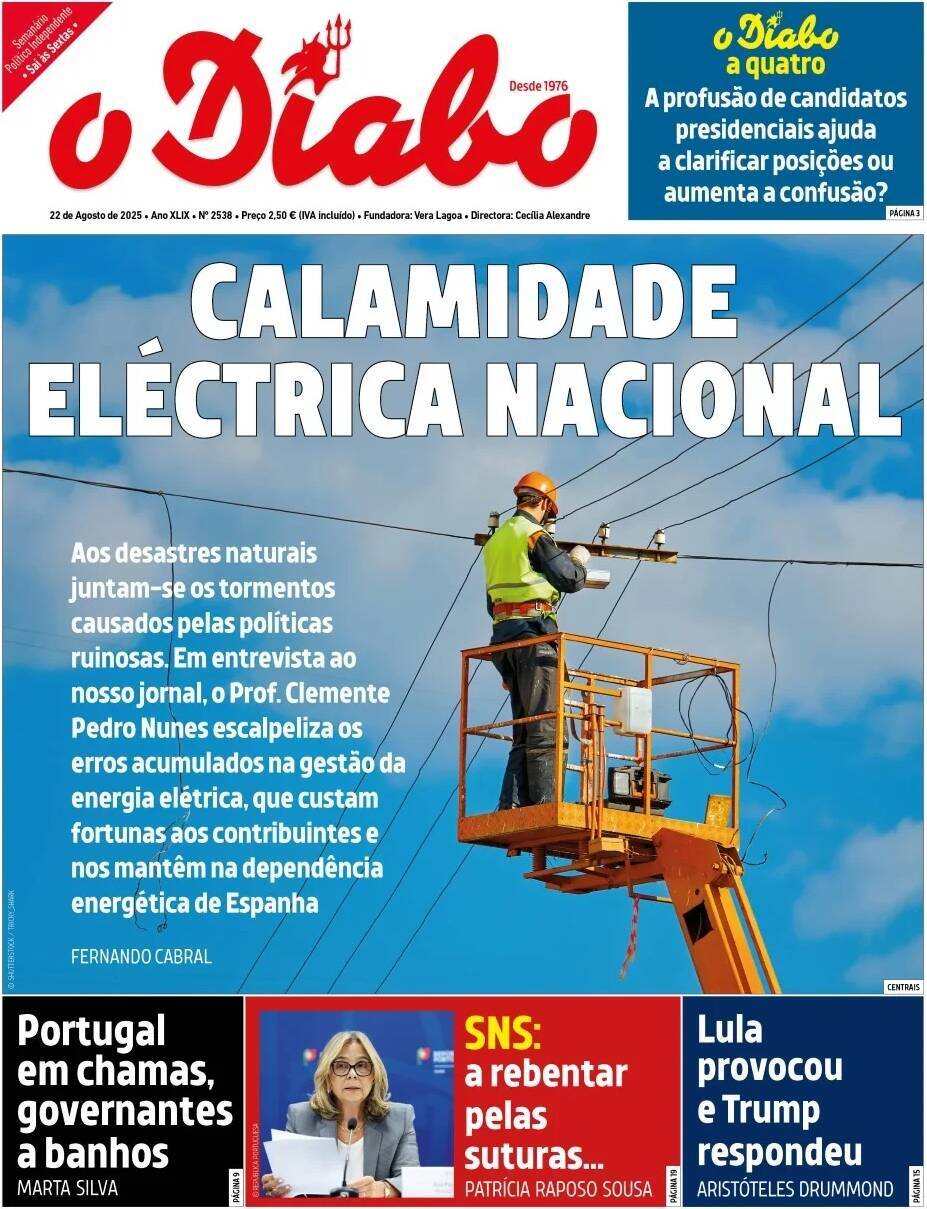 Semanário
Político Independente
• Sai às Sextas •
o Diabo
Desde 1976
22 de Agosto de 2025 • Ano XLIX • Nº 2538 • Preço 2,50 € (IVA incluído) • Fundadora: Vera Lagoa • Directora: Cecília Alexandre
o Diabo
a quatro
A profusão de candidatos
presidenciais ajuda
a clarificar posições ou
aumenta a confusão?
PÁGINA 3
CALAMIDADE
ELÉCTRICA NACIONAL
Aos desastres naturais
juntam-se os tormentos
causados pelas políticas
ruinosas. Em entrevista ao
nosso jornal, o Prof. Clemente
Pedro Nunes escalpeliza os
erros acumulados na gestão da
energia elétrica, que custam
fortunas aos contribuintes e
nos mantêm na dependência
energética de Espanha
FERNANDO CABRAL
© SHUTTERSTOCK / TRICKY_SHARK
CENTRAIS
Portugal
em chamas,
governantes
a banhos
MARTA SILVA
PÁGINA 9
© REPÚBLICA PORTUGUESA
SNS:
a rebentar
pelas
suturas...
PATRÍCIA RAPOSO SOUSA
PÁGINA 19
Lula
provocou
e Trump
respondeu
ARISTÓTELES DRUMMOND
PÁGINA 15